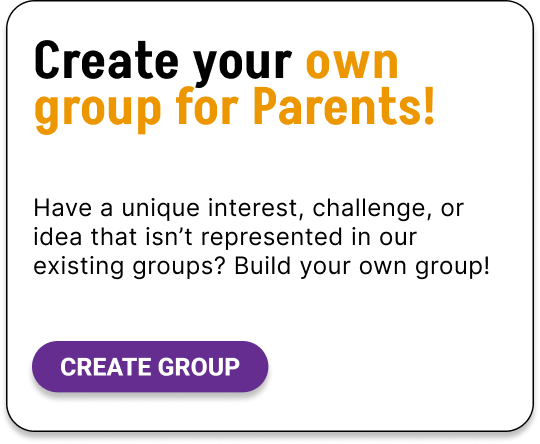 Create your own
group for Parents!
Have a unique interest, challenge, or
idea that isn’t represented in our
existing groups? Build your own group!
CREATE GROUP